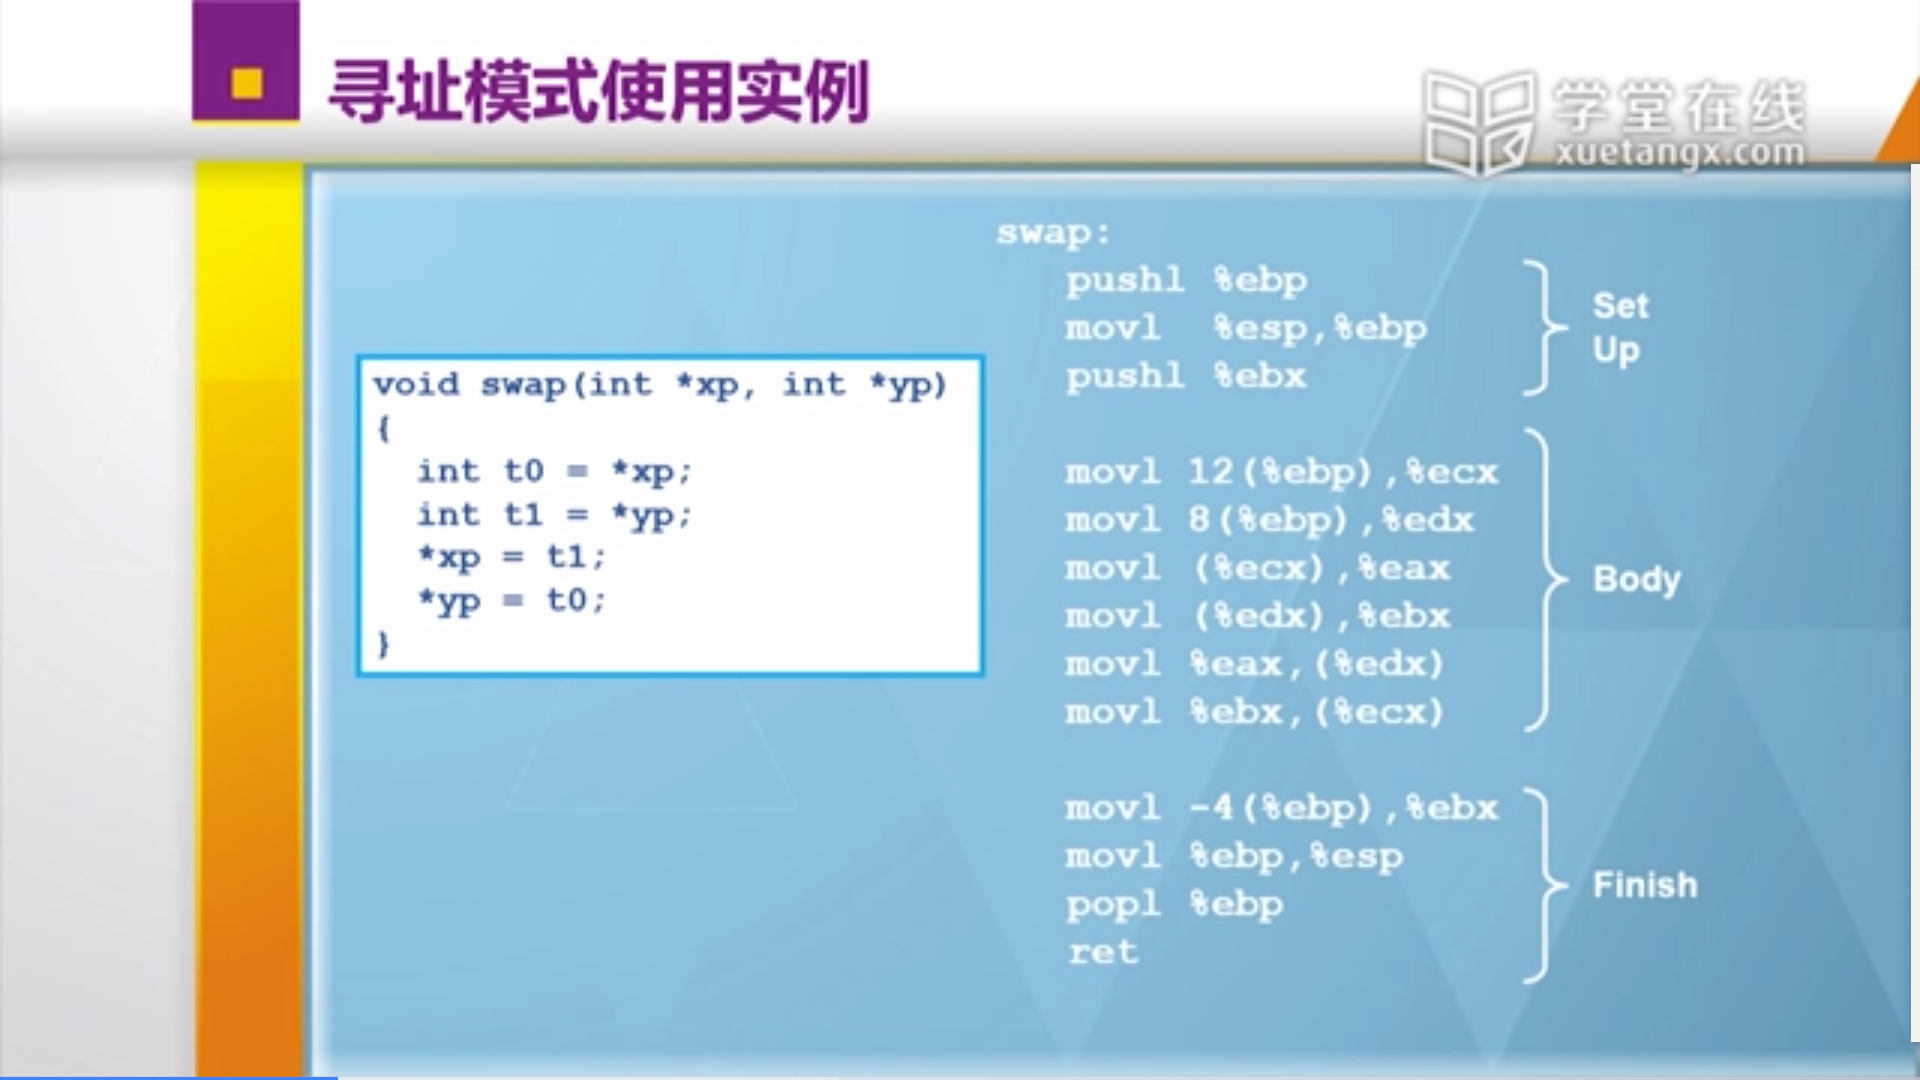 寻址模式使用实例
学堂在线
xuetangx.com
void swap(int *xp, int *yp)
{
  int t0 = *xp;
  int t1 = *yp;
  *xp = t1;
  *yp = t0;
}
swap:
pushl %ebp
movl %esp,%ebp
pushl %ebx
Set
Up
movl 12(%ebp),%ecx
movl 8(%ebp),%edx
movl (%ecx),%eax
movl (%edx),%ebx
movl %eax,(%edx)
movl %ebx,(%ecx)
Body
movl -4(%ebp),%ebx
movl %ebp,%esp
popl %ebp
ret
Finish